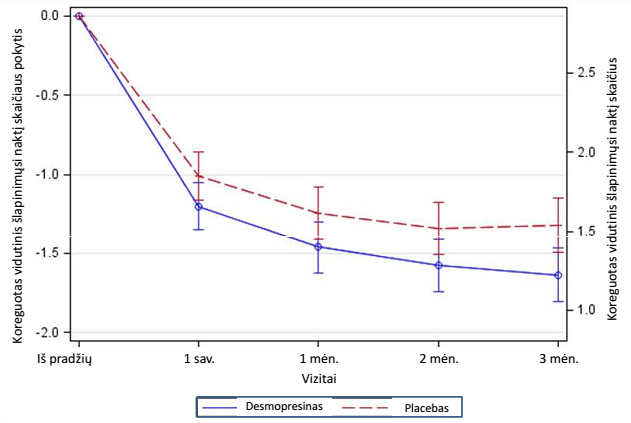 Koreguotas vidutinis šlapinimųsi naktį skaičiaus pokytis
0.0
-0.5
-1.0
-1.5
-2.0
2.5
2.0
1.5
1.0
Koreguotas vidutinis šlapinimųsi naktį skaičius
Iš pradžių 1 sav. 1 mėn. 2 mėn. 3 mėn.
Vizitai
Desmopresinas Placebas